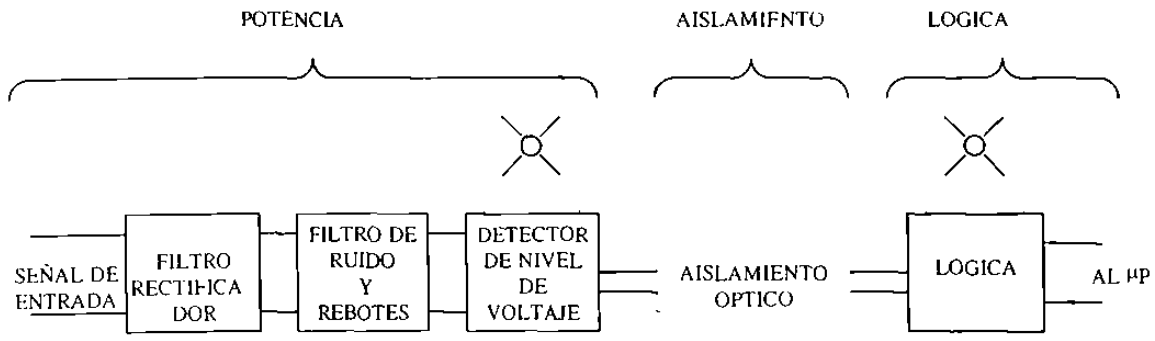 POTENCIA
AISLAMIENTO
LOGICA
SEÑAL DE
ENTRADA
FILTRO
RECTIFICA
DOR
FILTRO DE
RUIDO
Y
REBOTES
DETECTOR
DE NIVEL
DE
VOLTAJE
AISLAMIENTO
OPTICO
LOGICA
AL µP